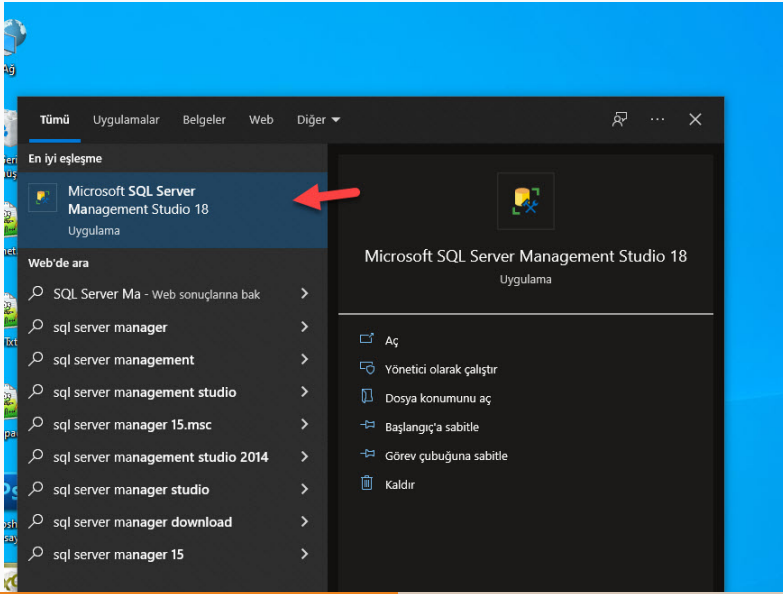 Ağ
Tümü Uygulamalar Belgeler Web Diğer
En iyi eşleşme
Microsoft SQL Server
Management Studio 18
Uygulama
Web'de ara
SQL Server Ma - Web sonuçlarına bak
sql server manager
sql server management
sql server management studio
sql server manager 15.msc
sql server management studio 2014
sql server manager studio
sql server manager download
sql server manager 15
Microsoft SQL Server Management Studio 18
Uygulama
Aç
Yönetici olarak çalıştır
Dosya konumunu aç
Başlangıç'a sabitle
Görev çubuğuna sabitle
Kaldır